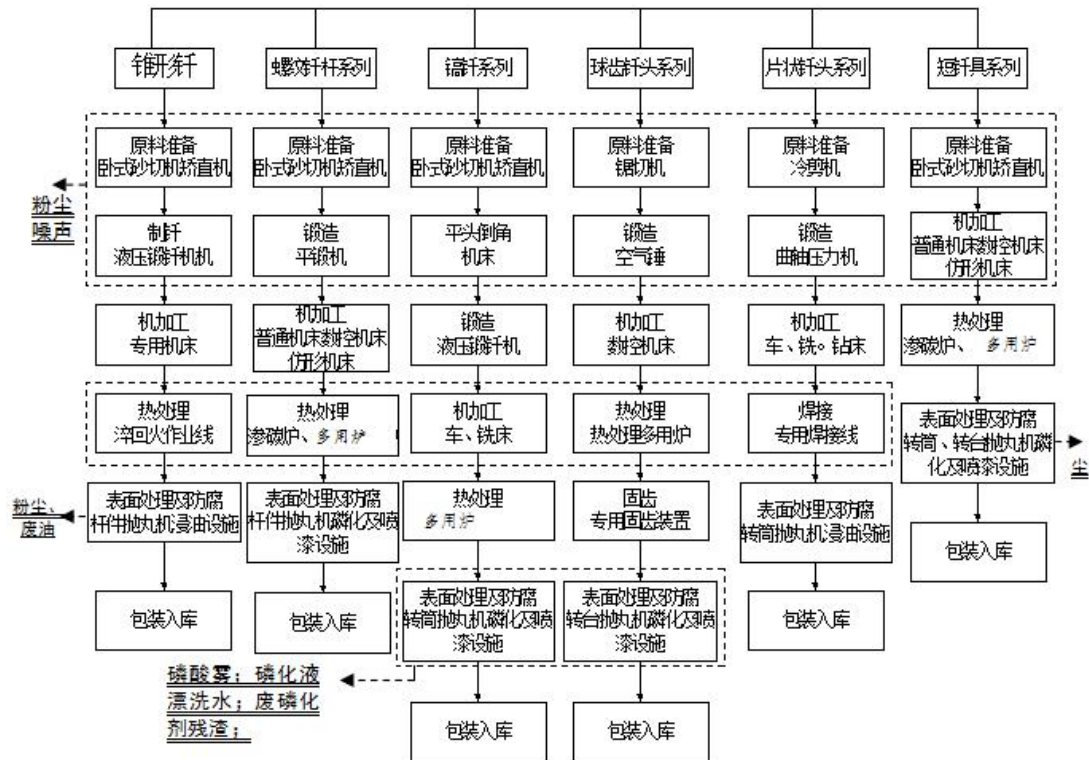 锥形钎
螺纹钎杆系列
镐钎系列
球齿钎头系列
片状钎头系列
短钎具系列
原料准备
卧式砂切机矫直机
原料准备
卧式砂切机矫直机
原料准备
卧式砂切机矫直机
原料准备
锯切机
原料准备
冷剪机
原料准备
卧式砂切机矫直机
粉尘
噪声
制钎
液压锻钎机机
锻造
平锻机
平头倒角
机床
锻造
空气锤
锻造
曲轴压力机
机加工
普通机床数控机床
仿形机床
机加工
专用机床
机加工
普通机床数控机床
仿形机床
锻造
液压锻钎机
机加工
数控机床
机加工
车、铣。钻床
热处理
渗碳炉、多用炉
热处理
淬回火作业线
热处理
渗碳炉、多用炉
机加工
车、铣床
热处理
热处理多用炉
焊接
专用焊接线
表面处理及防腐
转筒、转台抛丸机磷
化及喷漆设施
尘
粉尘、
废油
表面处理及防腐
杆件抛丸机浸油设施
表面处理及防腐
杆件抛丸机磷化及喷
漆设施
热处理
多用炉
固齿
专用固齿装置
表面处理及防腐
转筒抛丸机浸油设施
包装入库
包装入库
包装入库
表面处理及防腐
转筒抛丸机磷化及喷
漆设施
表面处理及防腐
转台抛丸机磷化及喷
漆设施
包装入库
磷酸雾；磷化液
漂洗水；废磷化
剂残渣；
包装入库
包装入库